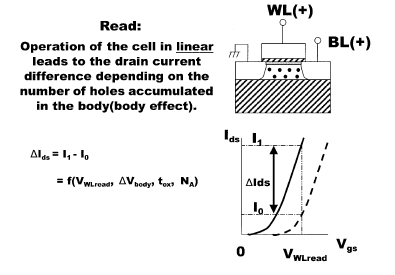 Read:
Operation of the cell in linear
leads to the drain current
difference depending on the
number of holes accumulated
in the body(body effect).
ΔIds = I1 - I0
= f(VWLread, ΔVbody, tox, NA)
WL(+)
BL(+)
Ids
I1
ΔIds
I0
0
VWLread
Vgs